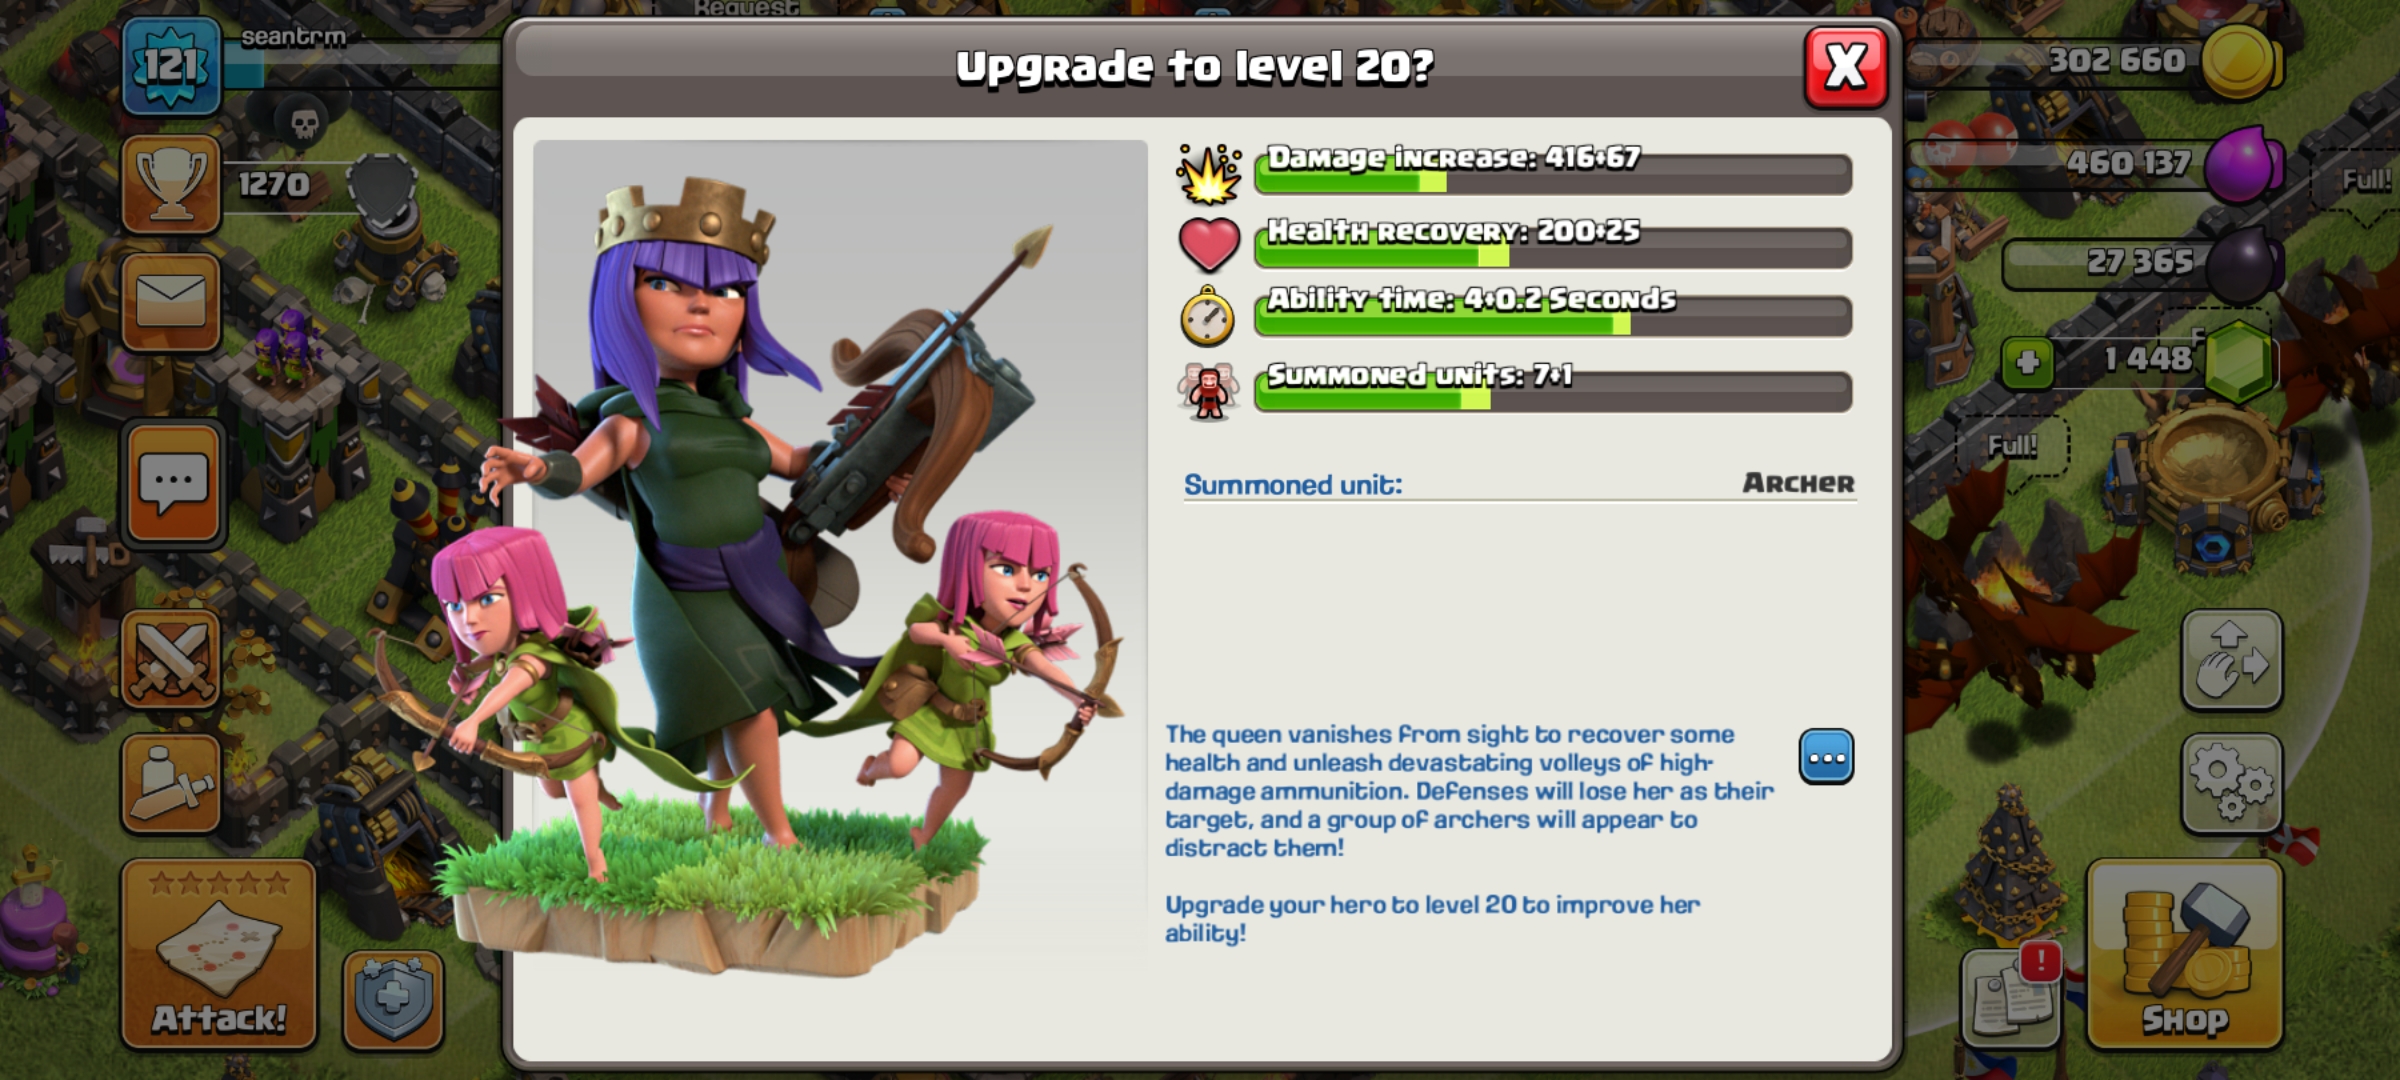 Request
121
seantrm
1270
Attack!
Upgrade to level 20?
X
Damage increase: 416+67
Health recovery: 200+25
Ability time: 4+0.2 Seconds
Summoned units: 7+1
Summoned unit: Archer
The queen vanishes from sight to recover some
health and unleash devastating volleys of high-
damage ammunition. Defenses will lose her as their
target, and a group of archers will appear to
distract them!
Upgrade your hero to level 20 to improve her
ability!
302 660
460 137
Full!
27 365
F
1 448
Full!
!
Shop